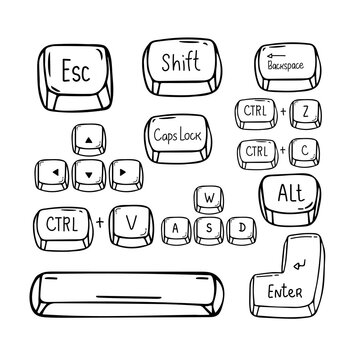 Esc
Shift
Backspace
CTRL + Z
Caps Lock
CTRL + C
Alt
CTRL + V
W
A S D
Enter